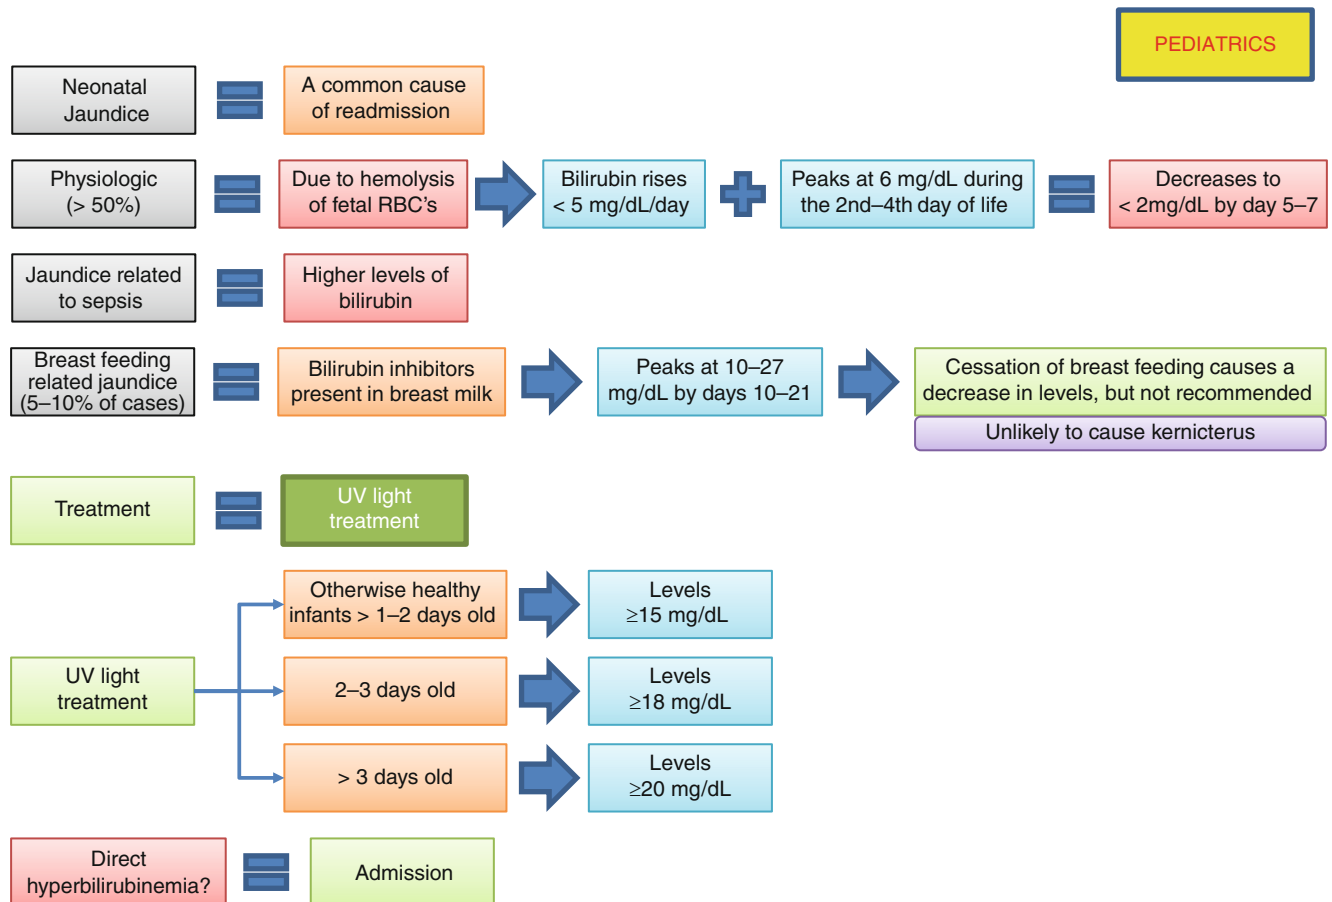 PEDIATRICS
Neonatal
Jaundice
A common cause
of readmission
Physiologic
(> 50%)
Due to hemolysis
of fetal RBC's
Bilirubin rises
< 5 mg/dL/day
Peaks at 6 mg/dL during
the 2nd–4th day of life
Decreases to
< 2mg/dL by day 5–7
Jaundice related
to sepsis
Higher levels of
bilirubin
Breast feeding
related jaundice
(5–10% of cases)
Bilirubin inhibitors
present in breast milk
Peaks at 10–27
mg/dL by days 10–21
Cessation of breast feeding causes a
decrease in levels, but not recommended
Unlikely to cause kernicterus
Treatment
UV light
treatment
UV light
treatment
Otherwise healthy
infants > 1–2 days old
Levels
≥15 mg/dL
2–3 days old
Levels
≥18 mg/dL
> 3 days old
Levels
≥20 mg/dL
Direct
hyperbilirubinemia?
Admission